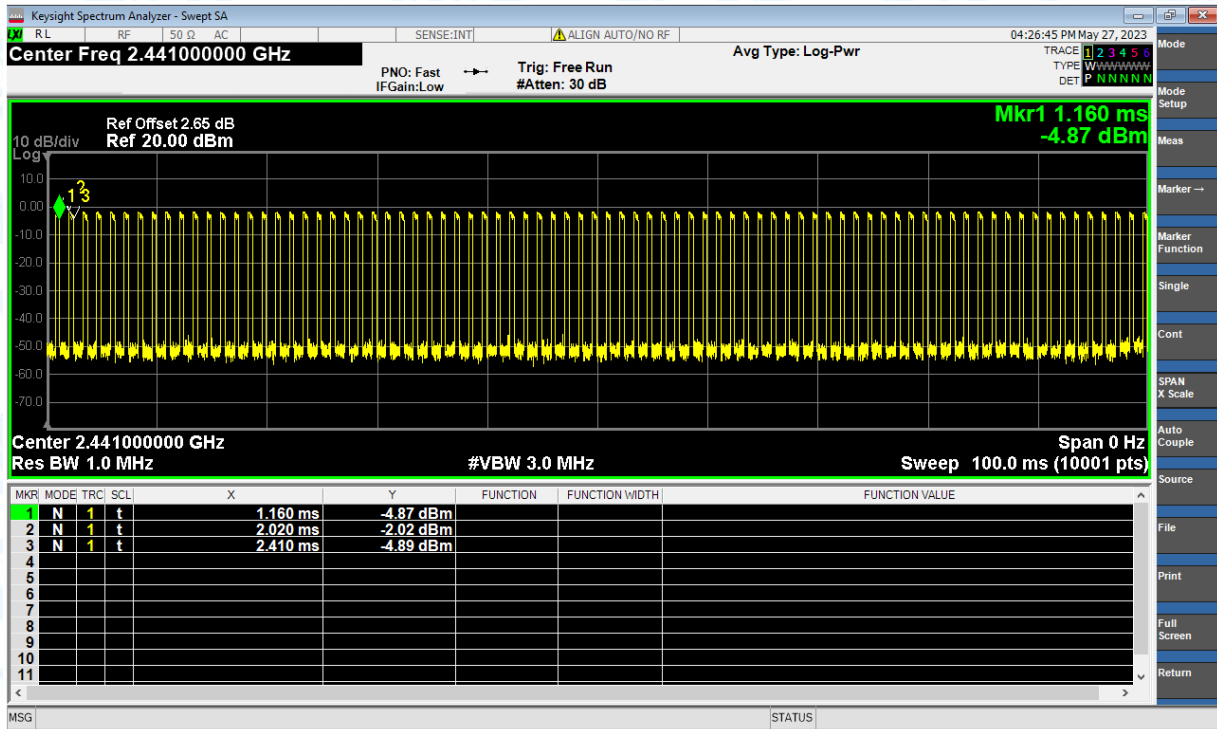 Keysight Spectrum Analyzer - Swept SA
LXI RL RF 50 Ω AC SENSE:INT ALIGN AUTO/NO RF 04:26:45 PM May 27, 2023
Center Freq 2.441000000 GHz Avg Type: Log-Pwr TRACE 1 2 3 4 5 6
PNO: Fast Trig: Free Run TYPE WWWWWW
IFGain:Low #Atten: 30 dB DET P N N N N N
Mkr1 1.160 ms
-4.87 dBm
Ref Offset 2.65 dB
10 dB/div Ref 20.00 dBm
Log
10.0
0.00
-10.0
-20.0
-30.0
-40.0
-50.0
-60.0
-70.0
1 2 3
Center 2.441000000 GHz Span 0 Hz
Res BW 1.0 MHz #VBW 3.0 MHz Sweep 100.0 ms (10001 pts)
MKR MODE TRC SCL X Y FUNCTION FUNCTION WIDTH FUNCTION VALUE
1 N 1 t 1.160 ms -4.87 dBm
2 N 1 t 2.020 ms -2.02 dBm
3 N 1 t 2.410 ms -4.89 dBm
4
5
6
7
8
9
10
11
MSG STATUS
Mode
Mode
Setup
Meas
Marker →
Marker
Function
Single
Cont
SPAN
X Scale
Auto
Couple
Source
File
Print
Full
Screen
Return